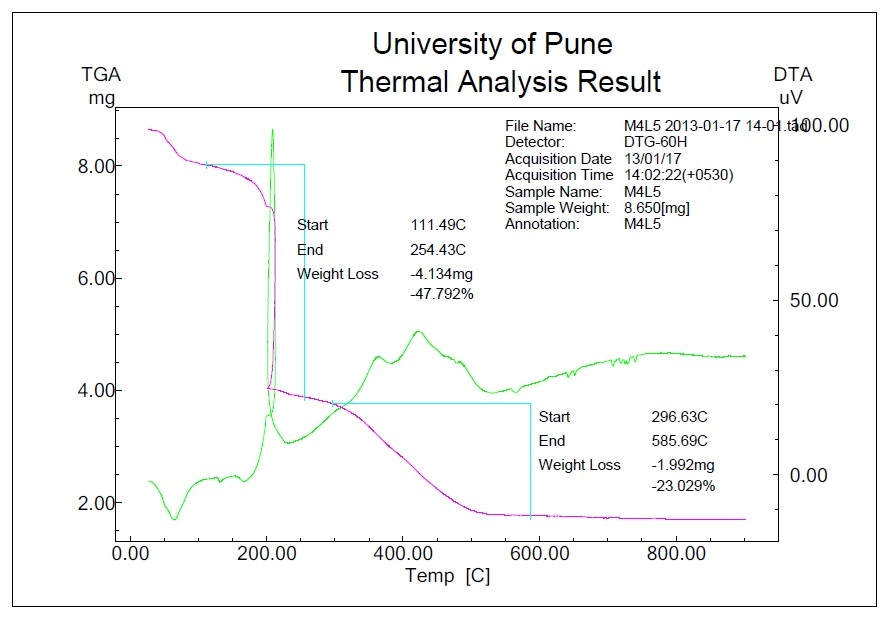 University of Pune
Thermal Analysis Result
TGA
mg
DTA
uV
File Name: M4L5 2013-01-17 14-01.tad
Detector: DTG-60H
Acquisition Date 13/01/17
Acquisition Time 14:02:22(+0530)
Sample Name: M4L5
Sample Weight: 8.650[mg]
Annotation: M4L5
100.00
8.00
Start 111.49C
End 254.43C
Weight Loss -4.134mg
-47.792%
6.00
50.00
4.00
Start 296.63C
End 585.69C
Weight Loss -1.992mg
-23.029%
0.00
2.00
0.00 200.00 400.00 600.00 800.00
Temp [C]